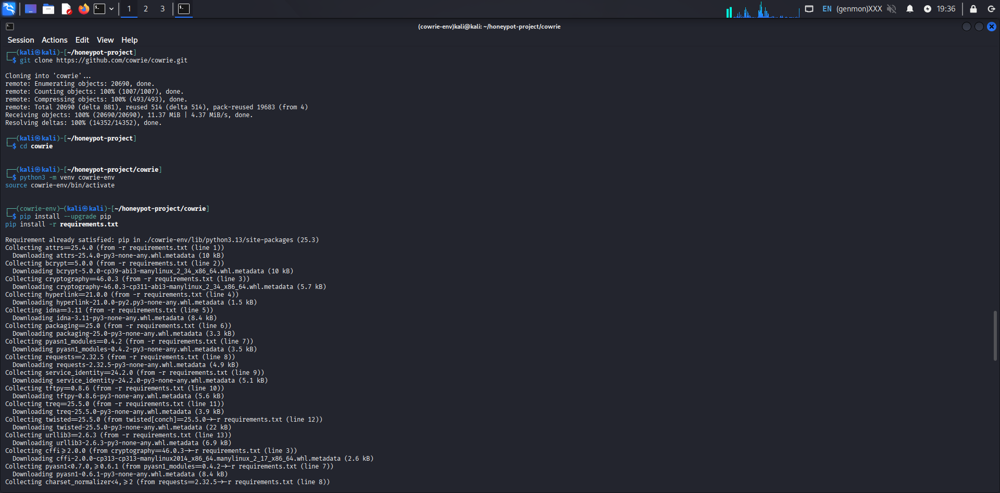 1 2 3 EN (genmon)XXX 19:36
(cowrie-env)kali@kali: ~/honeypot-project/cowrie
Session Actions Edit View Help
┌──(kali㉿kali)-[~/honeypot-project]
└─$ git clone https://github.com/cowrie/cowrie.git
Cloning into 'cowrie'...
remote: Enumerating objects: 20690, done.
remote: Counting objects: 100% (1007/1007), done.
remote: Compressing objects: 100% (493/493), done.
remote: Total 20690 (delta 881), reused 514 (delta 514), pack-reused 19683 (from 4)
Receiving objects: 100% (20690/20690), 11.37 MiB | 4.37 MiB/s, done.
Resolving deltas: 100% (14352/14352), done.
┌──(kali㉿kali)-[~/honeypot-project]
└─$ cd cowrie
┌──(kali㉿kali)-[~/honeypot-project/cowrie]
└─$ python3 -m venv cowrie-env
source cowrie-env/bin/activate
┌──(cowrie-env)─(kali㉿kali)-[~/honeypot-project/cowrie]
└─$ pip install --upgrade pip
pip install -r requirements.txt
Requirement already satisfied: pip in ./cowrie-env/lib/python3.13/site-packages (25.3)
Collecting attrs==25.4.0 (from -r requirements.txt (line 1))
Downloading attrs-25.4.0-py3-none-any.whl.metadata (10 kB)
Collecting bcrypt==5.0.0 (from -r requirements.txt (line 2))
Downloading bcrypt-5.0.0-cp39-abi3-manylinux_2_34_x86_64.whl.metadata (10 kB)
Collecting cryptography==46.0.3 (from -r requirements.txt (line 3))
Downloading cryptography-46.0.3-cp311-abi3-manylinux_2_34_x86_64.whl.metadata (5.7 kB)
Collecting hyperlink==21.0.0 (from -r requirements.txt (line 4))
Downloading hyperlink-21.0.0-py2.py3-none-any.whl.metadata (1.5 kB)
Collecting idna==3.11 (from -r requirements.txt (line 5))
Downloading idna-3.11-py3-none-any.whl.metadata (8.4 kB)
Collecting packaging==25.0 (from -r requirements.txt (line 6))
Downloading packaging-25.0-py3-none-any.whl.metadata (3.3 kB)
Collecting pyasn1_modules==0.4.2 (from -r requirements.txt (line 7))
Downloading pyasn1_modules-0.4.2-py3-none-any.whl.metadata (3.5 kB)
Collecting requests==2.32.5 (from -r requirements.txt (line 8))
Downloading requests-2.32.5-py3-none-any.whl.metadata (4.9 kB)
Collecting service_identity==24.2.0 (from -r requirements.txt (line 9))
Downloading service_identity-24.2.0-py3-none-any.whl.metadata (5.1 kB)
Collecting tftpy==0.8.6 (from -r requirements.txt (line 10))
Downloading tftpy-0.8.6-py3-none-any.whl.metadata (5.6 kB)
Collecting treq==25.5.0 (from -r requirements.txt (line 11))
Downloading treq-25.5.0-py3-none-any.whl.metadata (3.9 kB)
Collecting twisted==25.5.0 (from twisted[conch]==25.5.0->-r requirements.txt (line 12))
Downloading twisted-25.5.0-py3-none-any.whl.metadata (22 kB)
Collecting urllib3==2.6.3 (from -r requirements.txt (line 13))
Downloading urllib3-2.6.3-py3-none-any.whl.metadata (6.9 kB)
Collecting cffi>=2.0.0 (from cryptography==46.0.3->-r requirements.txt (line 3))
Downloading cffi-2.0.0-cp313-cp313-manylinux2014_x86_64.manylinux_2_17_x86_64.whl.metadata (2.6 kB)
Collecting pyasn1<0.7.0,>=0.6.1 (from pyasn1_modules==0.4.2->-r requirements.txt (line 7))
Downloading pyasn1-0.6.1-py3-none-any.whl.metadata (8.4 kB)
Collecting charset_normalizer<4,>=2 (from requests==2.32.5->-r requirements.txt (line 8))